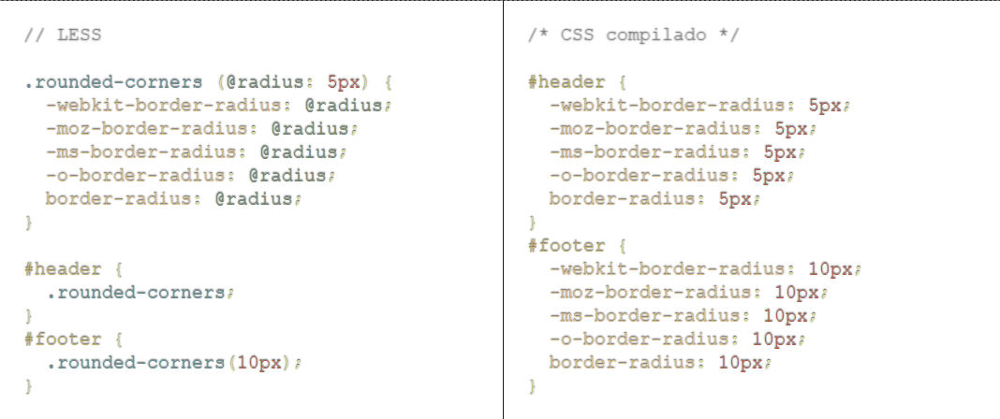 // LESS
.rounded-corners (@radius: 5px) {
  -webkit-border-radius: @radius;
  -moz-border-radius: @radius;
  -ms-border-radius: @radius;
  -o-border-radius: @radius;
  border-radius: @radius;
}
#header {
  .rounded-corners;
}
#footer {
  .rounded-corners(10px);
}
/* CSS compilado */
#header {
  -webkit-border-radius: 5px;
  -moz-border-radius: 5px;
  -ms-border-radius: 5px;
  -o-border-radius: 5px;
  border-radius: 5px;
}
#footer {
  -webkit-border-radius: 10px;
  -moz-border-radius: 10px;
  -ms-border-radius: 10px;
  -o-border-radius: 10px;
  border-radius: 10px;
}